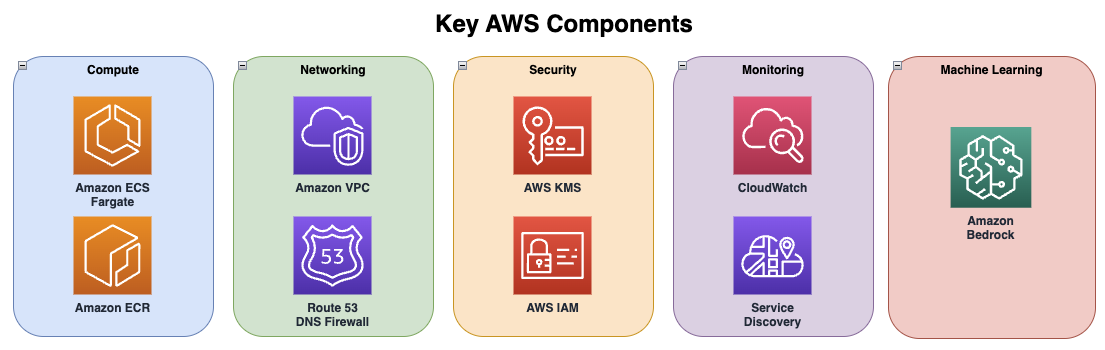 Key AWS Components
Compute
Amazon ECS
Fargate
Amazon ECR
Networking
Amazon VPC
53
Route 53
DNS Firewall
Security
AWS KMS
AWS IAM
Monitoring
CloudWatch
Service
Discovery
Machine Learning
Amazon
Bedrock